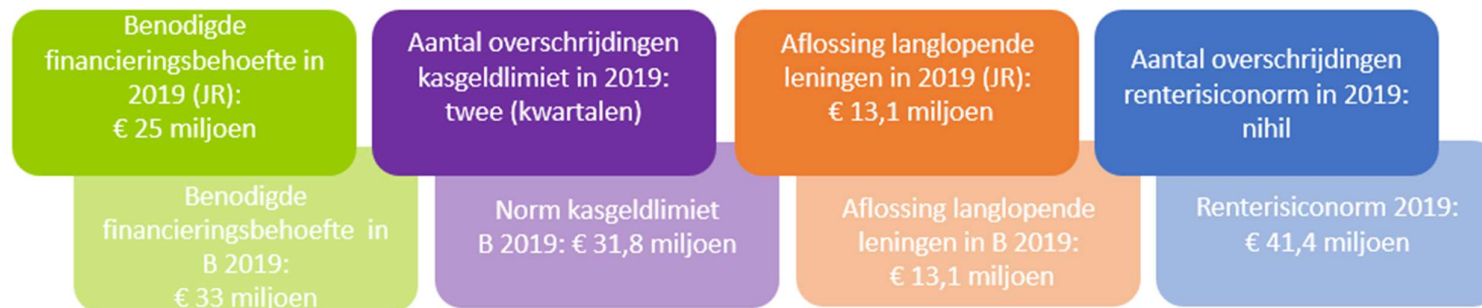 Benodigde
financieringsbehoefte in
2019 (JR):
€ 25 miljoen
Aantal overschrijdingen
kasgeldlimiet in 2019:
twee (kwartalen)
Aflossing langlopende
leningen in 2019 (JR):
€ 13,1 miljoen
Aantal overschrijdingen
renterisiconorm in 2019:
nihil
Benodigde
financieringsbehoefte in
B 2019:
€ 33 miljoen
Norm kasgeldlimiet
B 2019: € 31,8 miljoen
Aflossing langlopende
leningen in B 2019:
€ 13,1 miljoen
Renterisiconorm 2019:
€ 41,4 miljoen